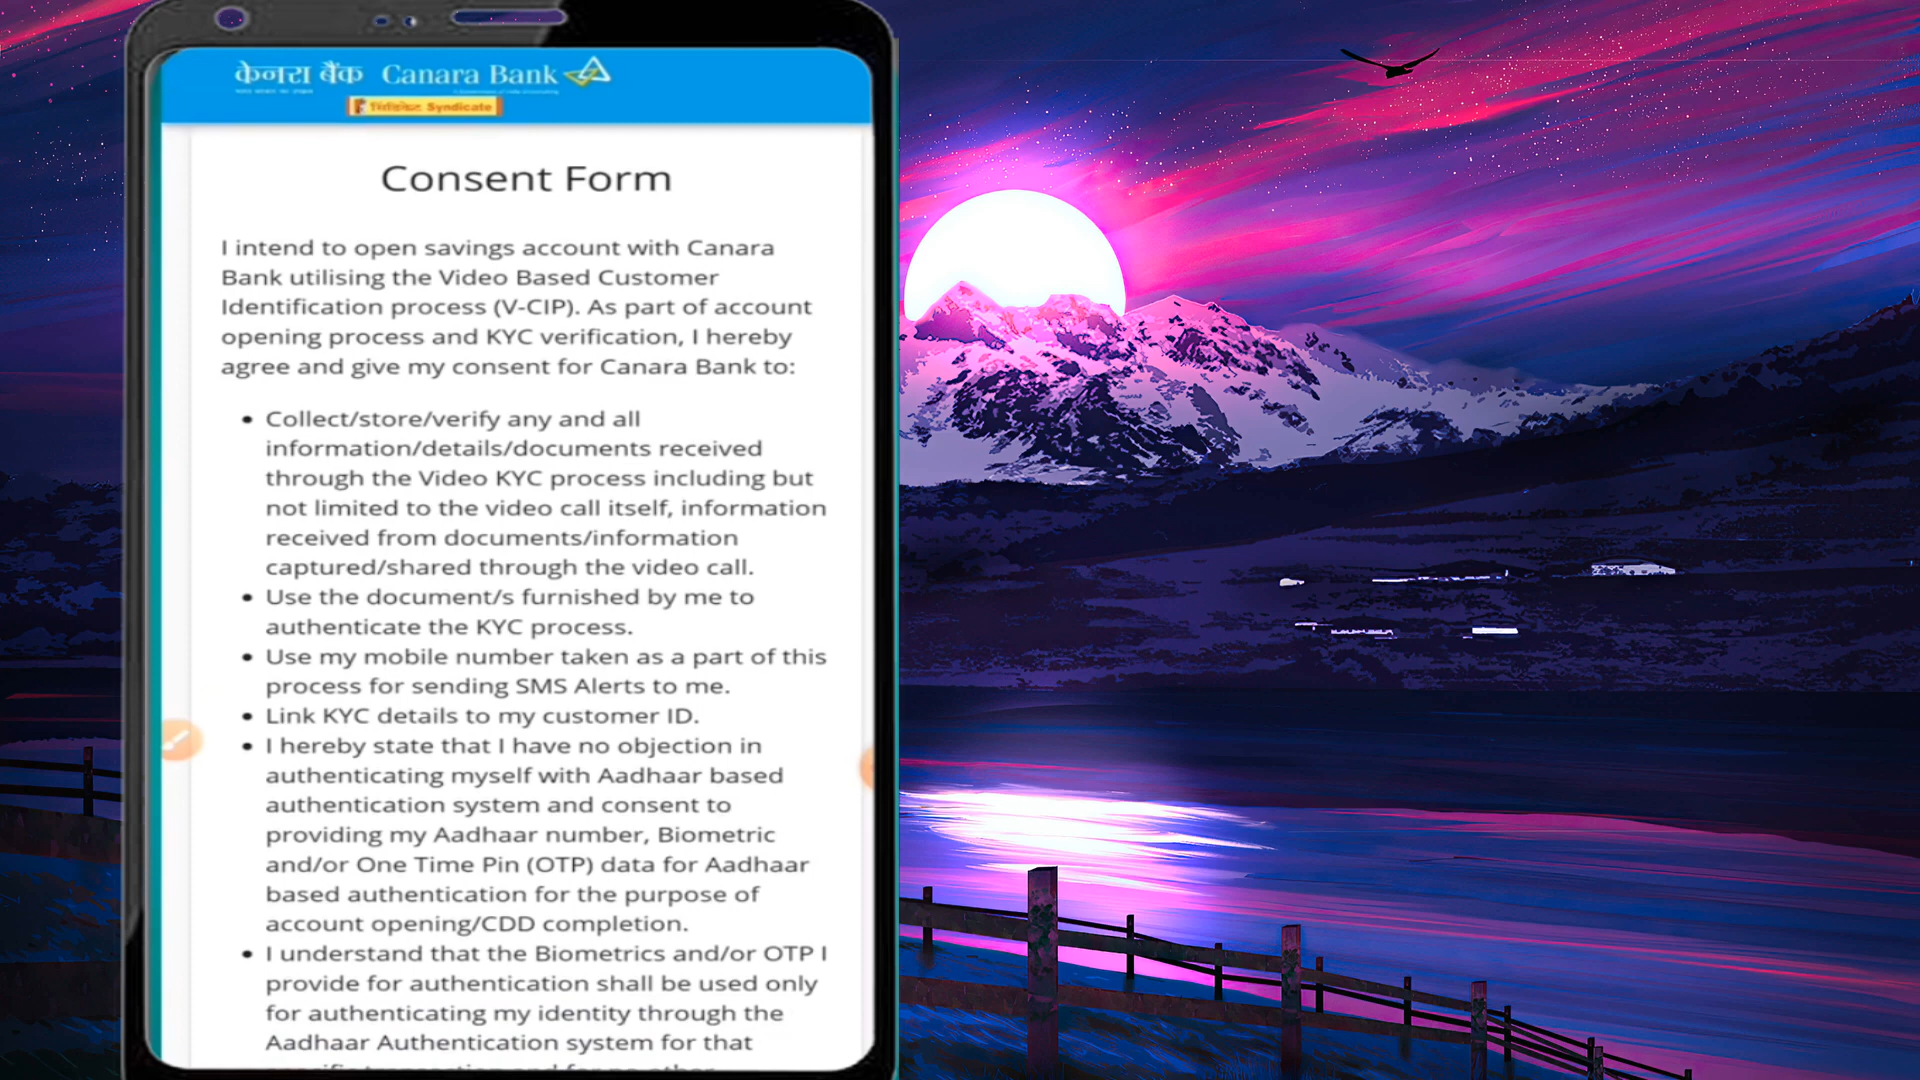 केनरा बैंक Canara Bank
सिंडिकेट Syndicate
Consent Form
I intend to open savings account with Canara
Bank utilising the Video Based Customer
Identification process (V-CIP). As part of account
opening process and KYC verification, I hereby
agree and give my consent for Canara Bank to:
• Collect/store/verify any and all
information/details/documents received
through the Video KYC process including but
not limited to the video call itself, information
received from documents/information
captured/shared through the video call.
• Use the document/s furnished by me to
authenticate the KYC process.
• Use my mobile number taken as a part of this
process for sending SMS Alerts to me.
• Link KYC details to my customer ID.
• I hereby state that I have no objection in
authenticating myself with Aadhaar based
authentication system and consent to
providing my Aadhaar number, Biometric
and/or One Time Pin (OTP) data for Aadhaar
based authentication for the purpose of
account opening/CDD completion.
• I understand that the Biometrics and/or OTP I
provide for authentication shall be used only
for authenticating my identity through the
Aadhaar Authentication system for that